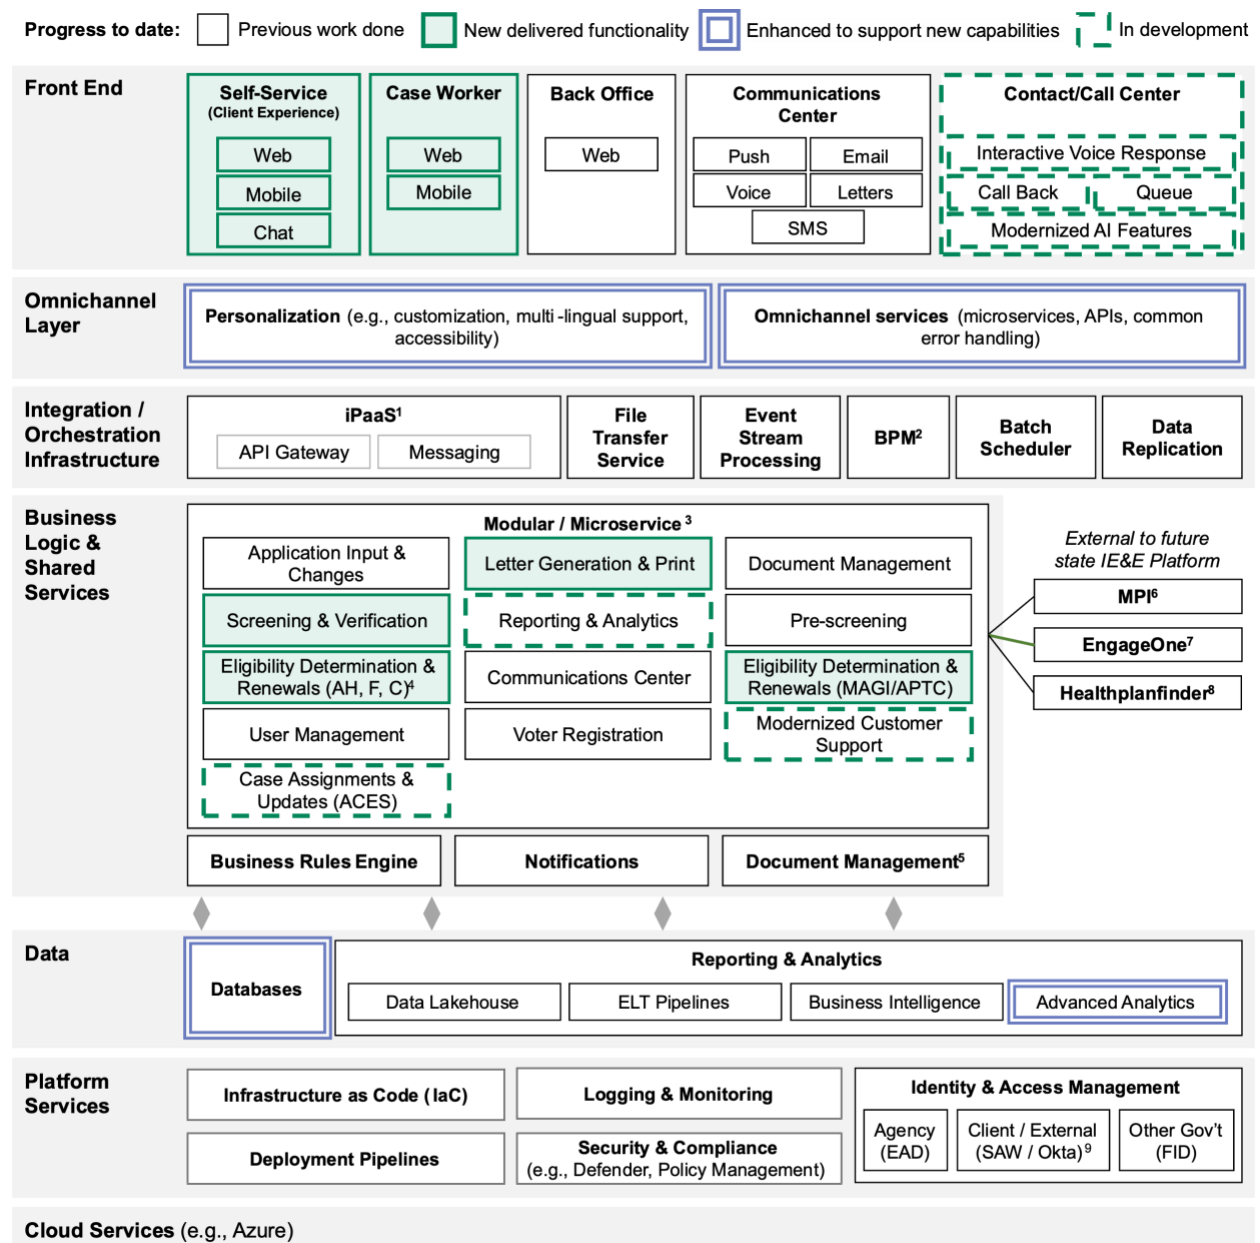 Progress to date: Previous work done New delivered functionality Enhanced to support new capabilities In development
Front End
Self-Service
(Client Experience)
Web
Mobile
Chat
Case Worker
Web
Mobile
Back Office
Web
Communications
Center
Push Email
Voice Letters
SMS
Contact/Call Center
Interactive Voice Response
Call Back Queue
Modernized AI Features
Omnichannel
Layer
Personalization (e.g., customization, multi-lingual support,
accessibility)
Omnichannel services (microservices, APIs, common
error handling)
Integration /
Orchestration
Infrastructure
iPaaS¹
API Gateway Messaging
File
Transfer
Service
Event
Stream
Processing
BPM²
Batch
Scheduler
Data
Replication
Business
Logic &
Shared
Services
Modular / Microservice ³
Application Input &
Changes
Letter Generation & Print
Document Management
Screening & Verification
Reporting & Analytics
Pre-screening
Eligibility Determination &
Renewals (AH, F, C)⁴
Communications Center
Eligibility Determination &
Renewals (MAGI/APTC)
User Management
Voter Registration
Modernized Customer
Support
Case Assignments &
Updates (ACES)
Business Rules Engine
Notifications
Document Management⁵
External to future
state IE&E Platform
MPI⁶
EngageOne⁷
Healthplanfinder⁸
Data
Databases
Reporting & Analytics
Data Lakehouse
ELT Pipelines
Business Intelligence
Advanced Analytics
Platform
Services
Infrastructure as Code (IaC)
Logging & Monitoring
Deployment Pipelines
Security & Compliance
(e.g., Defender, Policy Management)
Identity & Access Management
Agency
(EAD)
Client / External
(SAW / Okta) ⁹
Other Gov't
(FID)
Cloud Services (e.g., Azure)